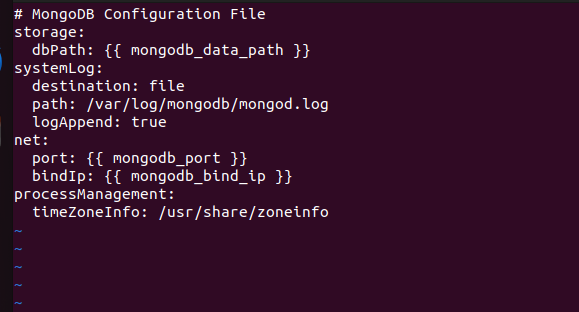 # MongoDB Configuration File
storage:
  dbPath: {{ mongodb_data_path }}
systemLog:
  destination: file
  path: /var/log/mongodb/mongod.log
  logAppend: true
net:
  port: {{ mongodb_port }}
  bindIp: {{ mongodb_bind_ip }}
processManagement:
  timeZoneInfo: /usr/share/zoneinfo
~
~
~
~
~